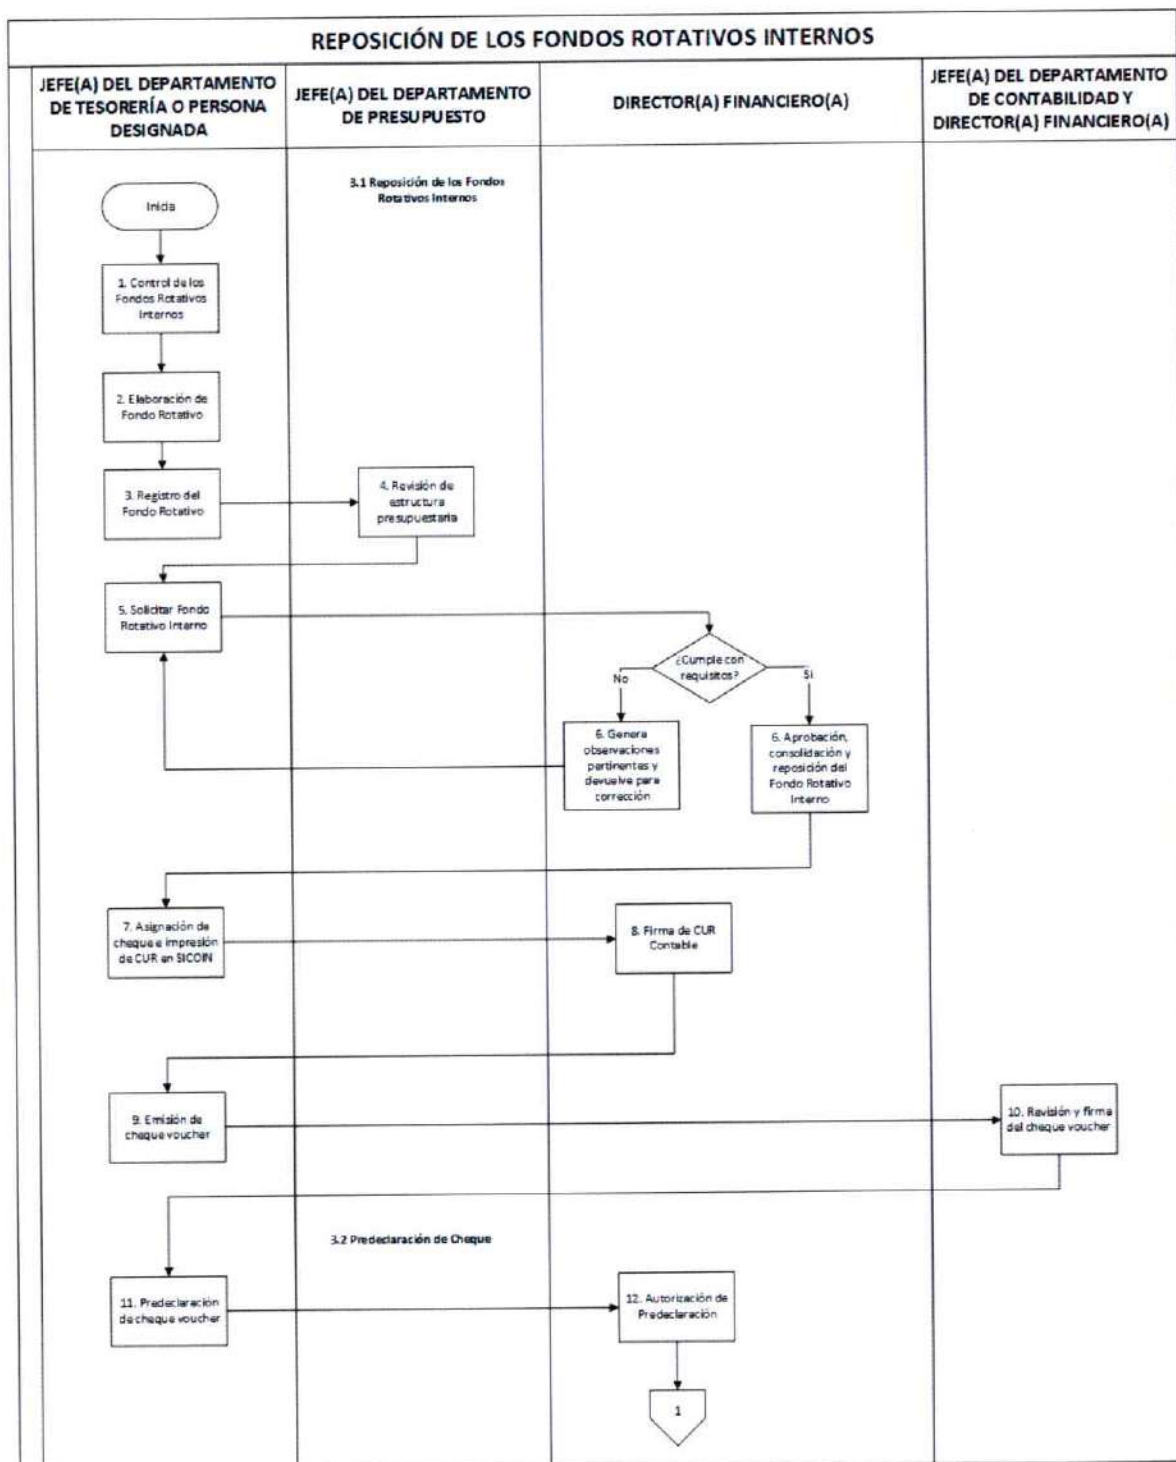 REPOSICIÓN DE LOS FONDOS ROTATIVOS INTERNOS
JEFE(A) DEL DEPARTAMENTO
DE TESORERÍA O PERSONA
DESIGNADA
JEFE(A) DEL DEPARTAMENTO
DE PRESUPUESTO
DIRECTOR(A) FINANCIERO(A)
JEFE(A) DEL DEPARTAMENTO
DE CONTABILIDAD Y
DIRECTOR(A) FINANCIERO(A)
3.1 Reposición de los Fondos
Rotativos Internos
Inicia
1. Control de los
Fondos Rotativos
Internos
2. Elaboración de
Fondo Rotativo
3. Registro del
Fondo Rotativo
4. Revisión de
estructura
presupuestaria
5. Solicitar Fondo
Rotativo Interno
¿Cumple con
requisitos?
No
Si
6. Genera
observaciones
pertinentes y
devuelve para
corrección
6. Aprobación,
consolidación y
reposición del
Fondo Rotativo
Interno
7. Asignación de
cheque e impresión
de CUR en SICOIN
8. Firma de CUR
Contable
9. Emisión de
cheque voucher
10. Revisión y firma
del cheque voucher
3.2 Predeclaración de Cheque
11. Predeclaración
de cheque voucher
12. Autorización de
Predeclaración
1